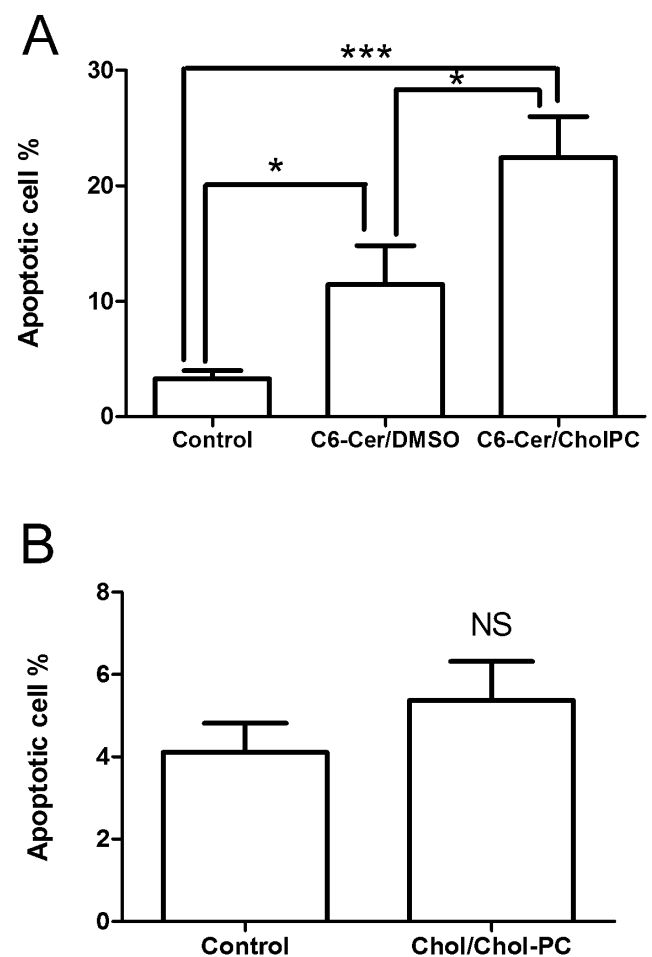 A
***
30
*
Apoptotic cell %
20
*
10
0
Control C6-Cer/DMSO C6-Cer/CholPC
B
8
NS
6
Apoptotic cell %
4
2
0
Control Chol/Chol-PC